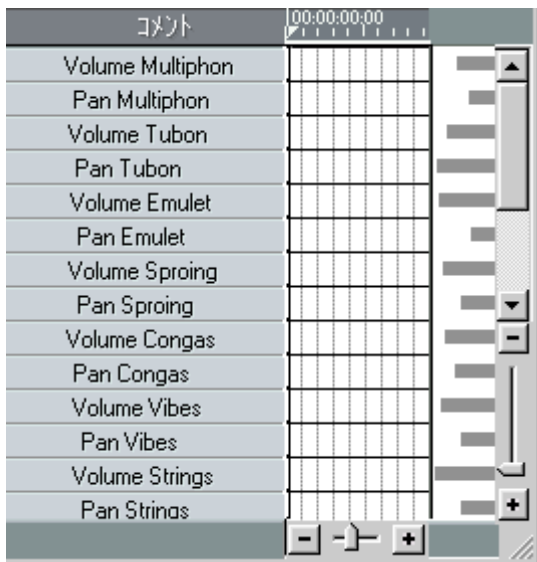 コメント
00:00:00:00
Volume Multiphon
Pan Multiphon
Volume Tubon
Pan Tubon
Volume Emulet
Pan Emulet
Volume Sproing
Pan Sproing
Volume Congas
Pan Congas
Volume Vibes
Pan Vibes
Volume Strings
Pan Strings